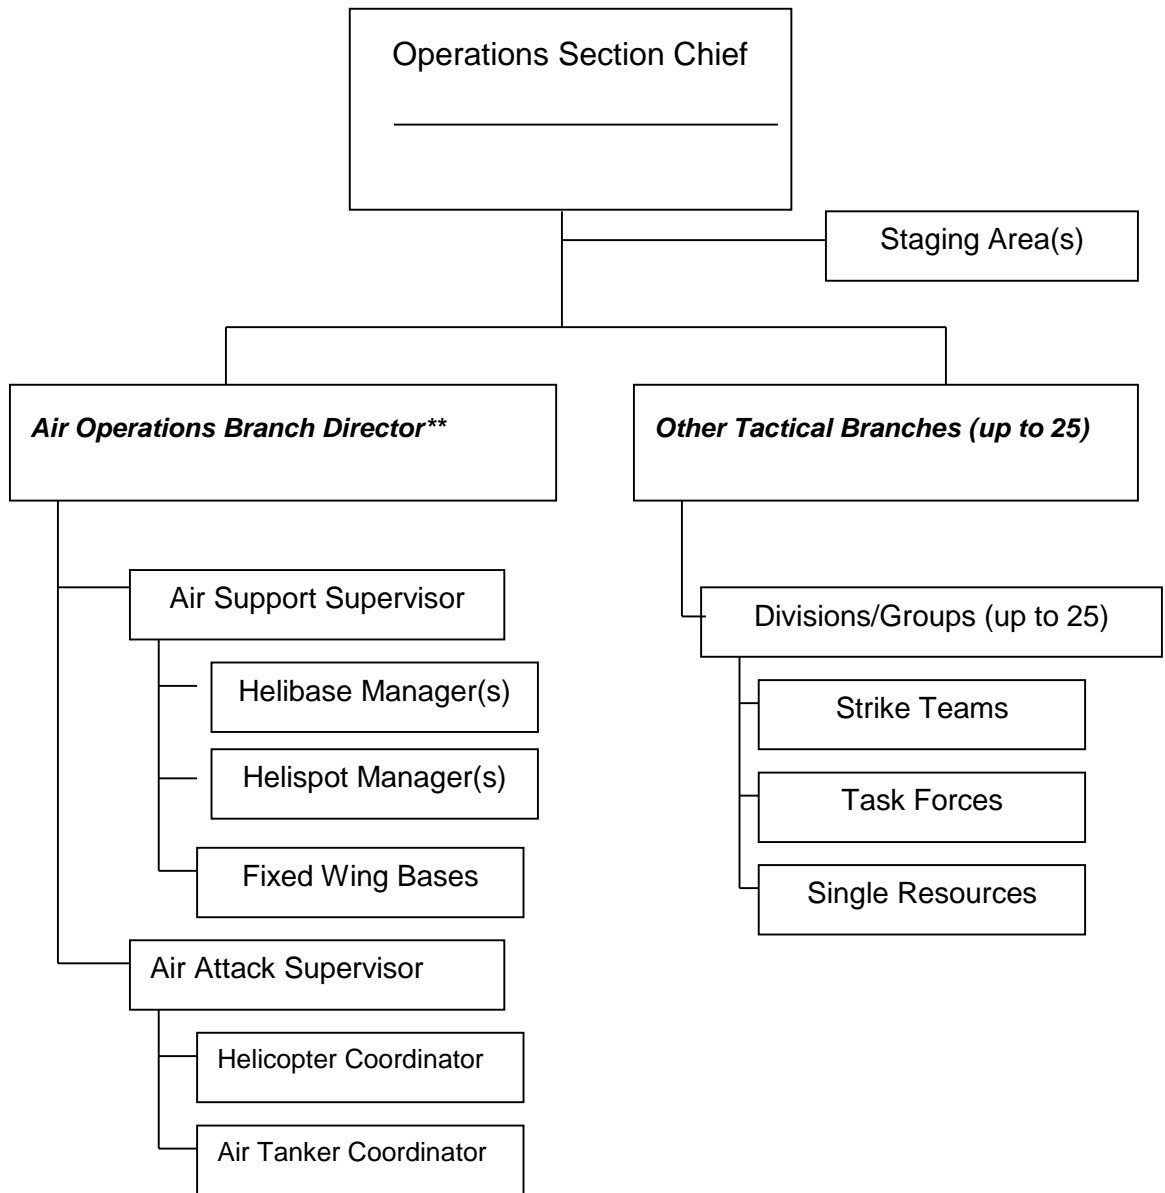 Operations Section Chief
Staging Area(s)
Air Operations Branch Director**
Other Tactical Branches (up to 25)
Air Support Supervisor
Helibase Manager(s)
Helispot Manager(s)
Fixed Wing Bases
Air Attack Supervisor
Helicopter Coordinator
Air Tanker Coordinator
Divisions/Groups (up to 25)
Strike Teams
Task Forces
Single Resources